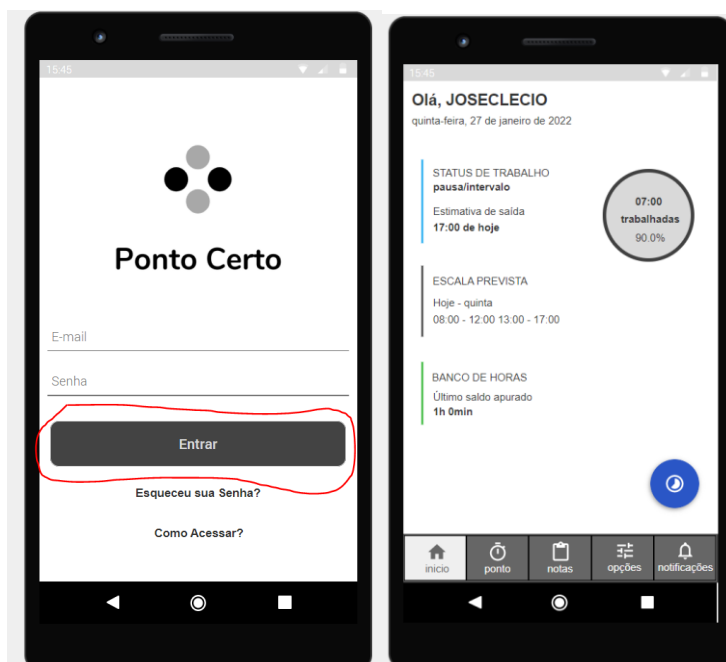 15:45
Ponto Certo
E-mail
Senha
Entrar
Esqueceu sua Senha?
Como Acessar?
15:45
Olá, JOSECLECIO
quinta-feira, 27 de janeiro de 2022
STATUS DE TRABALHO
pausa/intervalo
Estimativa de saída
17:00 de hoje
07:00
trabalhadas
90.0%
ESCALA PREVISTA
Hoje - quinta
08:00 - 12:00 13:00 - 17:00
BANCO DE HORAS
Último saldo apurado
1h 0min
inicio
ponto
notas
opções
notificações